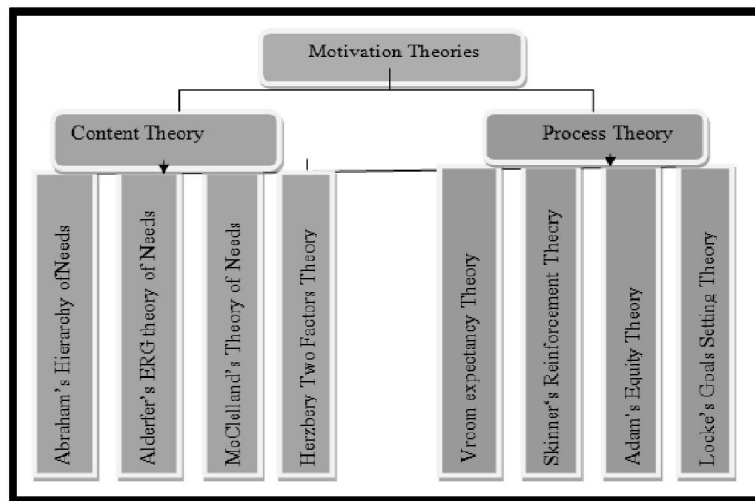 Motivation Theories
Content Theory
Process Theory
Abraham's Hierarchy ofNeeds
Alderfer's ERG theory of Needs
McClelland's Theory of Needs
Herzbery Two Factors Theory
Vroom expectancy Theory
Skinner's Reinforcement Theory
Adam's Equity Theory
Locke's Goals Setting Theory